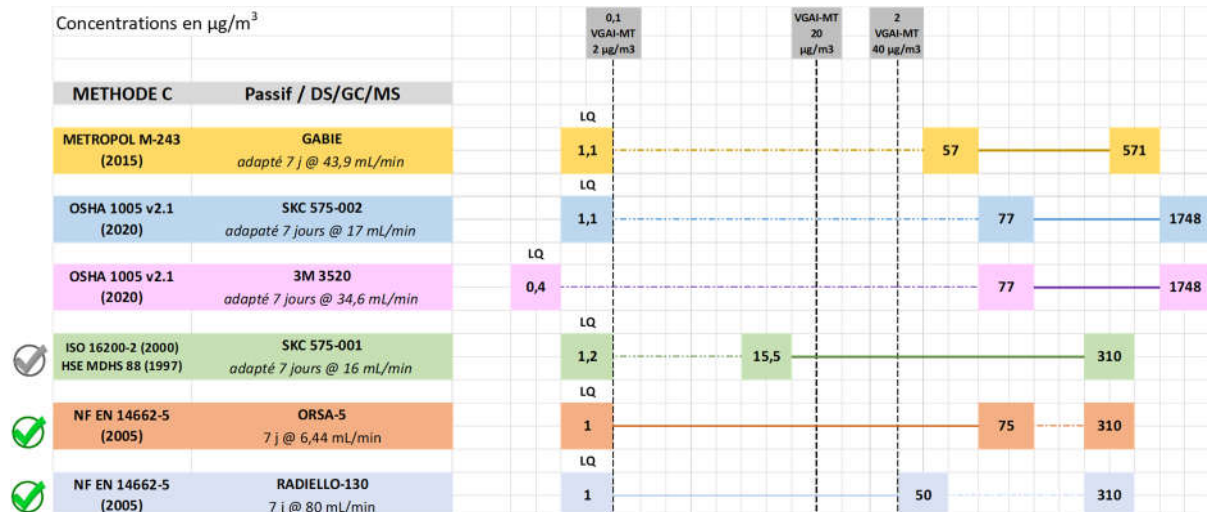 Concentrations en µg/m³
0,1
VGAI-MT
2 µg/m3
VGAI-MT
20
µg/m3
2
VGAI-MT
40 µg/m3
METHODE C
Passif / DS/GC/MS
LQ
METROPOL M-243
(2015)
GABIE
adapté 7 j @ 43,9 mL/min
1,1
57
571
LQ
OSHA 1005 v2.1
(2020)
SKC 575-002
adapaté 7 jours @ 17 mL/min
1,1
77
1748
LQ
OSHA 1005 v2.1
(2020)
3M 3520
adapté 7 jours @ 34,6 mL/min
0,4
77
1748
LQ
ISO 16200-2 (2000)
HSE MDHS 88 (1997)
SKC 575-001
adapté 7 jours @ 16 mL/min
1,2
15,5
310
LQ
NF EN 14662-5
(2005)
ORSA-5
7 j @ 6,44 mL/min
1
75
310
LQ
NF EN 14662-5
(2005)
RADIELLO-130
7 j @ 80 mL/min
1
50
310